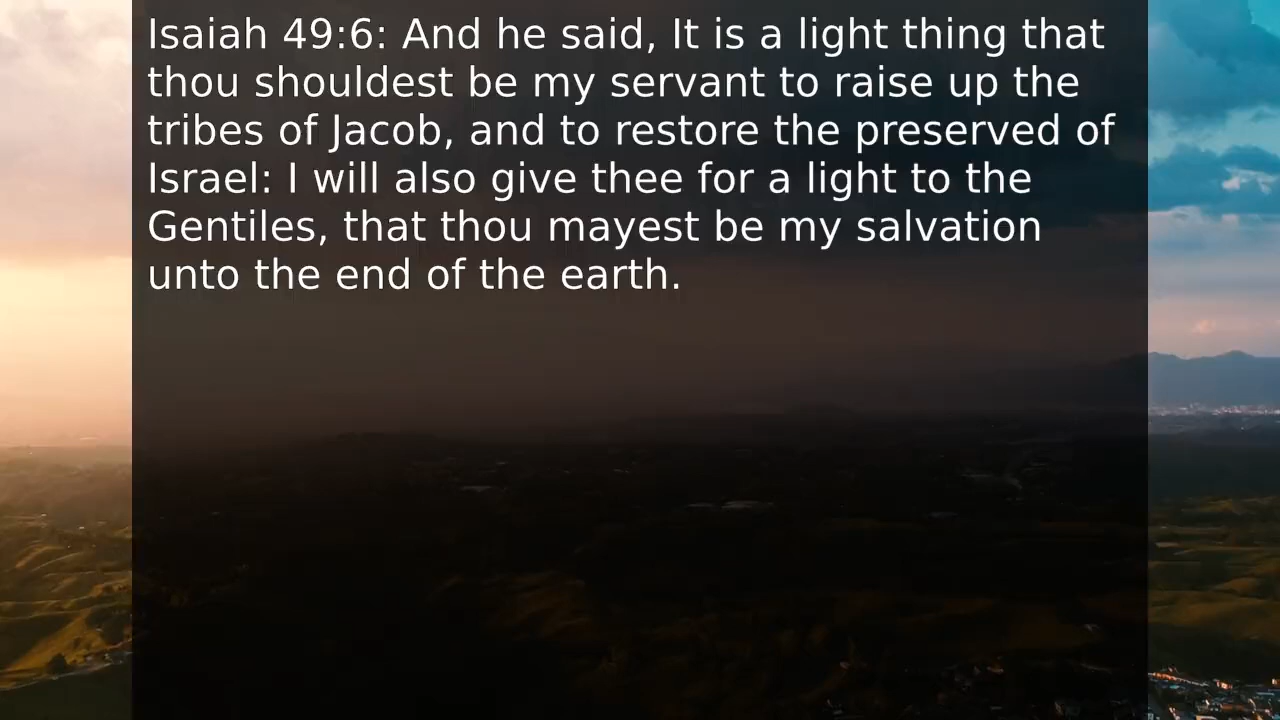 Isaiah 49:6: And he said, It is a light thing that
thou shouldest be my servant to raise up the
tribes of Jacob, and to restore the preserved of
Israel: I will also give thee for a light to the
Gentiles, that thou mayest be my salvation
unto the end of the earth.